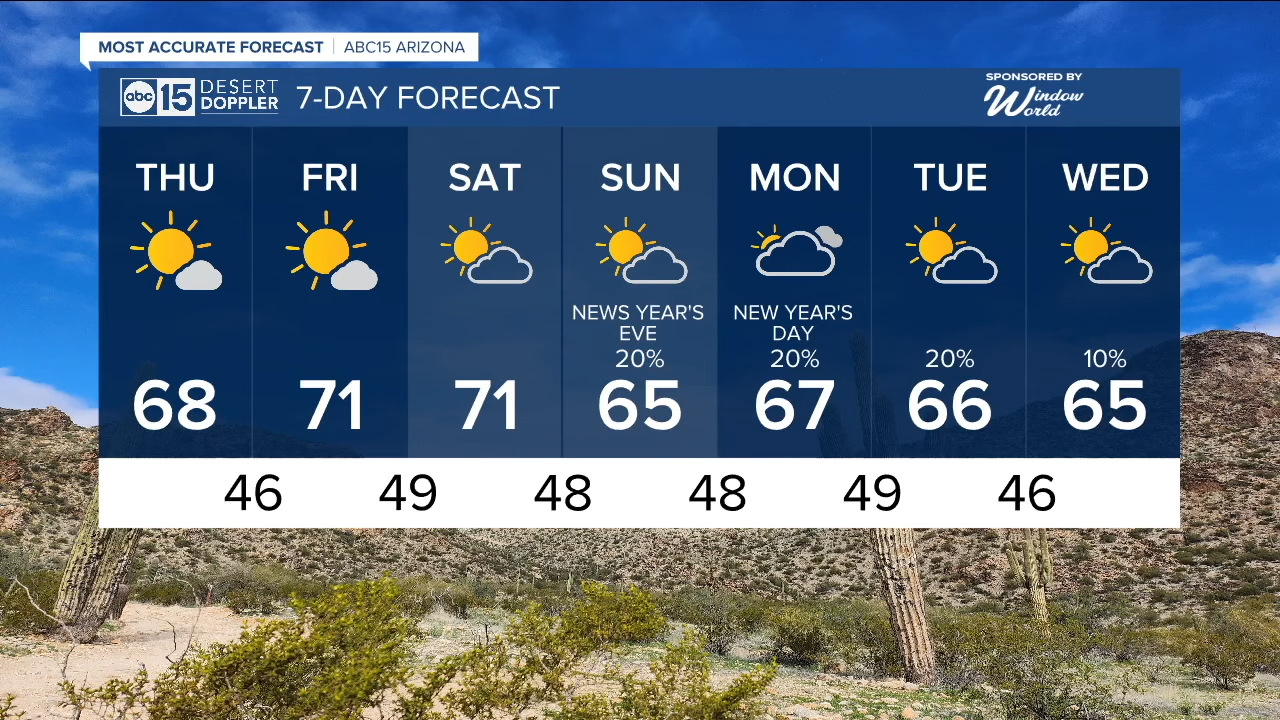 MOST ACCURATE FORECAST | ABC15 ARIZONA
abc 15 DESERT DOPPLER 7-DAY FORECAST
SPONSORED BY
Window World
THU FRI SAT SUN MON TUE WED
NEWS YEAR'S EVE
NEW YEAR'S DAY
20% 20% 20% 10%
68 71 71 65 67 66 65
46 49 48 48 49 46